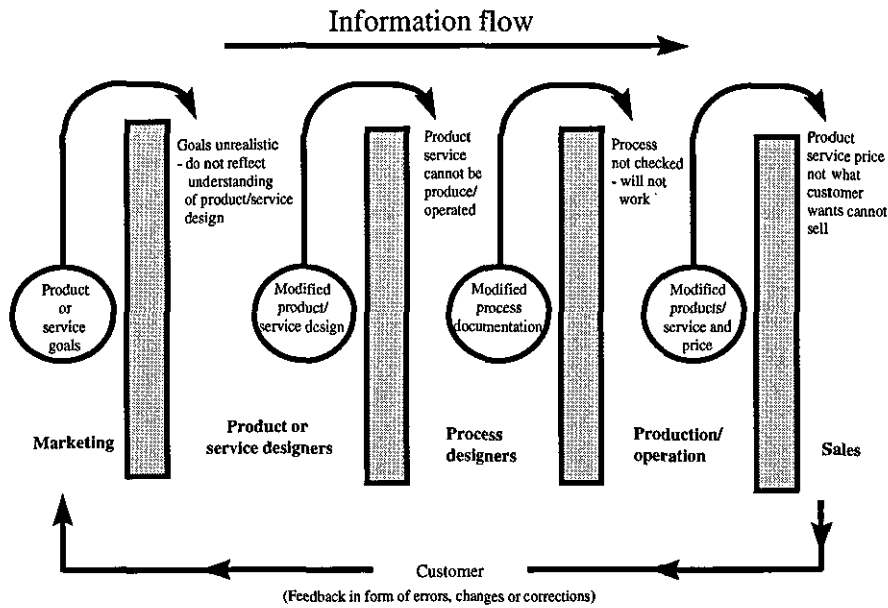 Information flow
Goals unrealistic
- do not reflect
understanding
of product/service
design
Product
service
cannot be
produce/
operated
Process
not checked
- will not
work
Product
service price
not what
customer
wants cannot
sell
Product
or
service
goals
Modified
product/
service design
Modified
process
documentation
Modified
products/
service and
price
Marketing
Product or
service designers
Process
designers
Production/
operation
Sales
Customer
(Feedback in form of errors, changes or corrections)